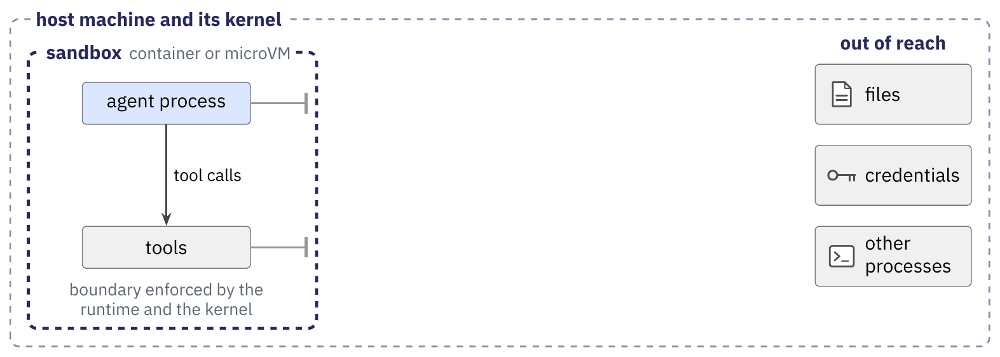 host machine and its kernel
sandbox container or microVM
agent process
tool calls
tools
boundary enforced by the
runtime and the kernel
out of reach
files
credentials
other
processes